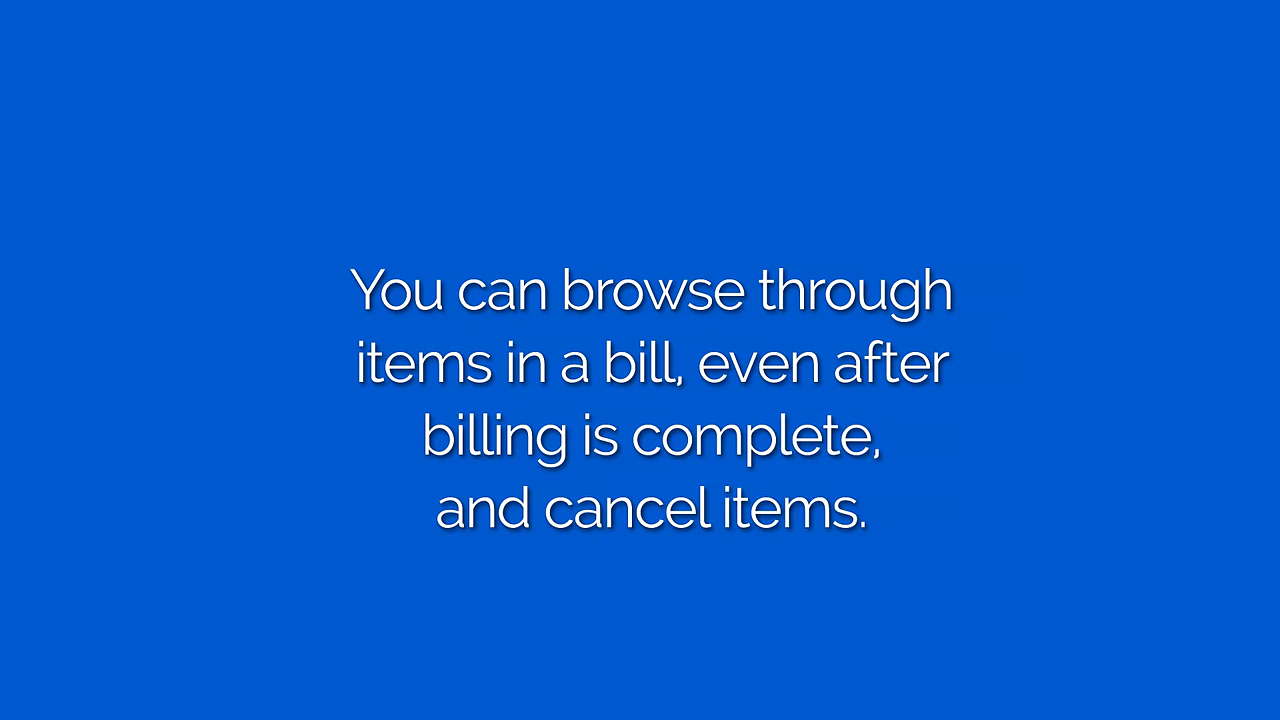 You can browse through
items in a bill, even after
billing is complete,
and cancel items.